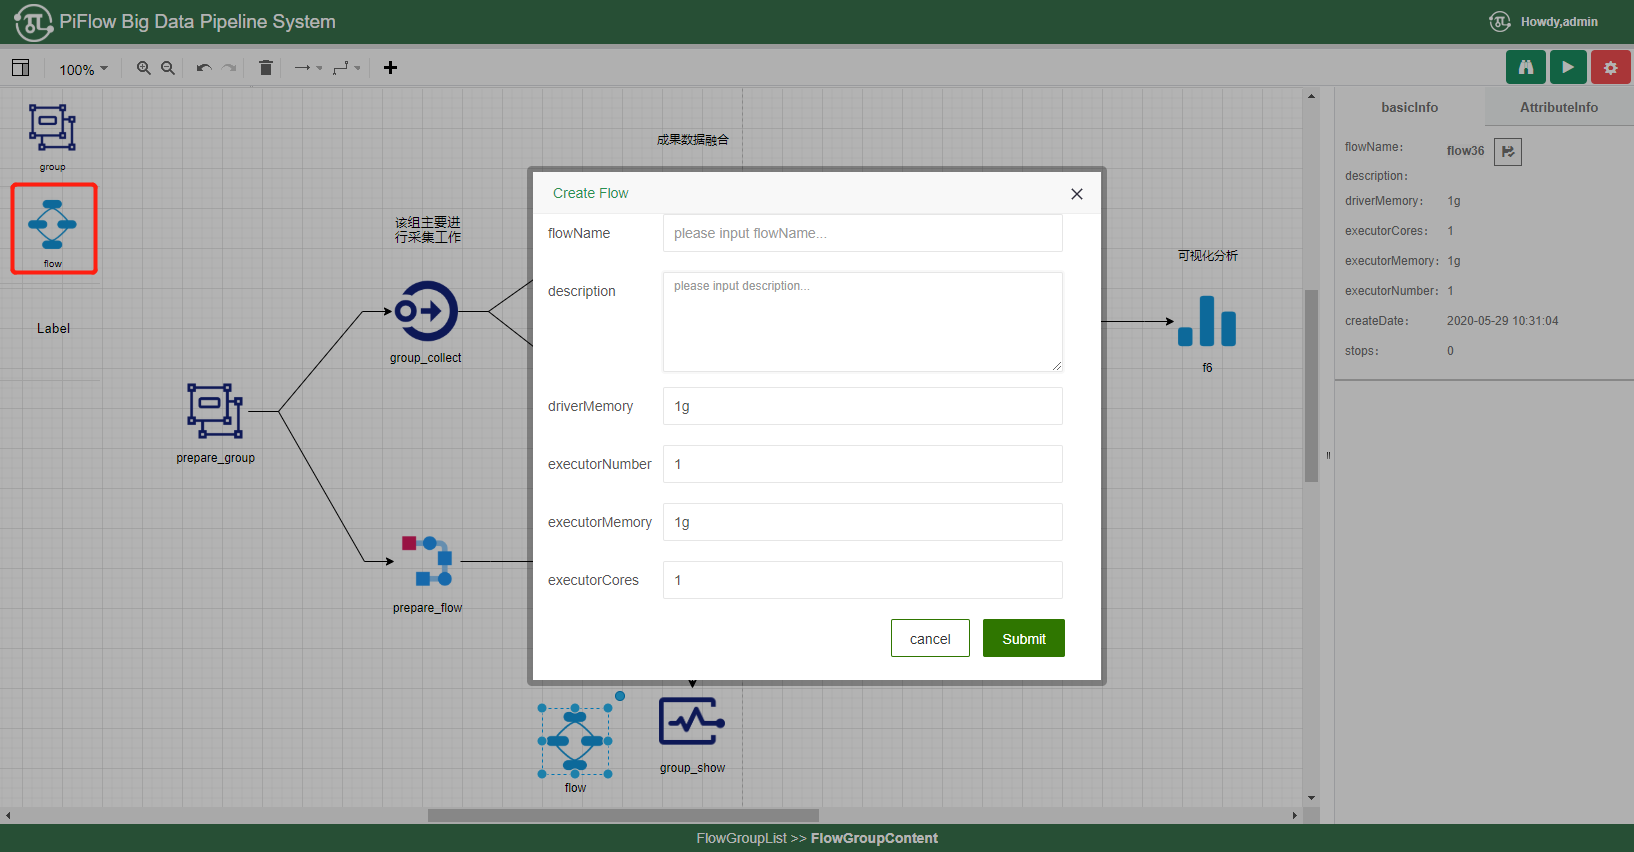 PiFlow Big Data Pipeline System
Howdy,admin
100%
group
flow
Label
成果数据融合
该组主要进
行采集工作
group_collect
prepare_group
prepare_flow
可视化分析
f6
flow
group_show
Create Flow
flowName
please input flowName...
description
please input description...
driverMemory
1g
executorNumber
1
executorMemory
1g
executorCores
1
cancel
Submit
basicInfo
AttributeInfo
flowName:
flow36
description:
driverMemory:
1g
executorCores:
1
executorMemory:
1g
executorNumber:
1
createDate:
2020-05-29 10:31:04
stops:
0
FlowGroupList >> FlowGroupContent